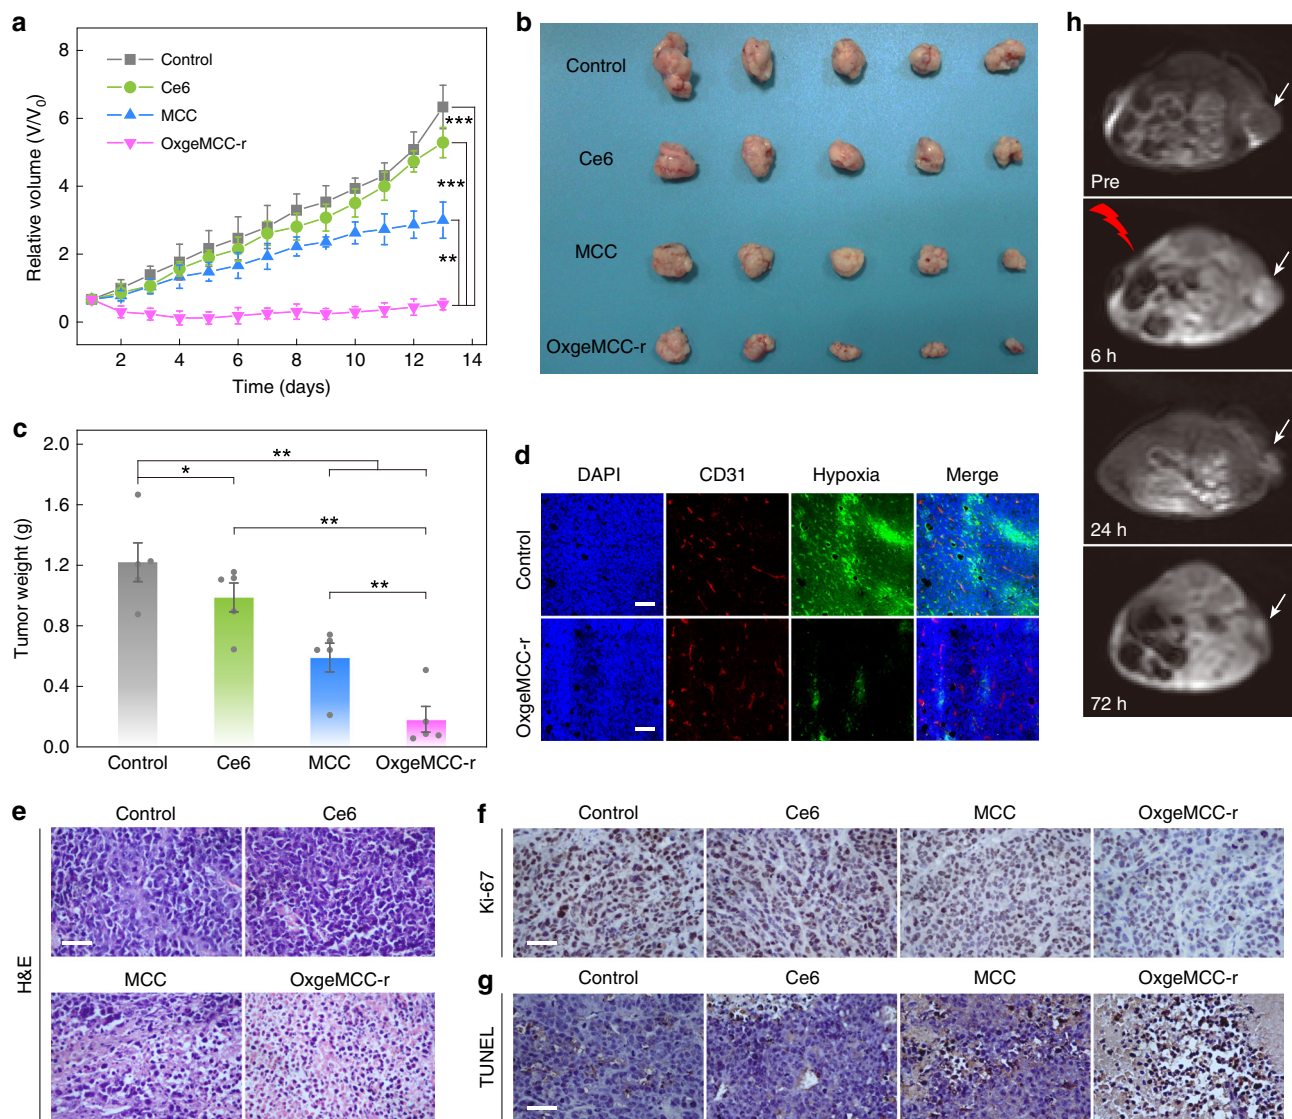 a
Relative volume (V/V0)
8
6
4
2
0
Control
Ce6
MCC
OxgeMCC-r
***
***
**
2 4 6 8 10 12 14
Time (days)
b
Control
Ce6
MCC
OxgeMCC-r
h
Pre
6 h
24 h
72 h
c
Tumor weight (g)
2.0
1.6
1.2
0.8
0.4
0.0
**
*
**
**
Control Ce6 MCC OxgeMCC-r
d
DAPI CD31 Hypoxia Merge
Control
OxgeMCC-r
e
H&E
Control Ce6
MCC OxgeMCC-r
f
Ki-67
Control Ce6 MCC OxgeMCC-r
g
TUNEL
Control Ce6 MCC OxgeMCC-r